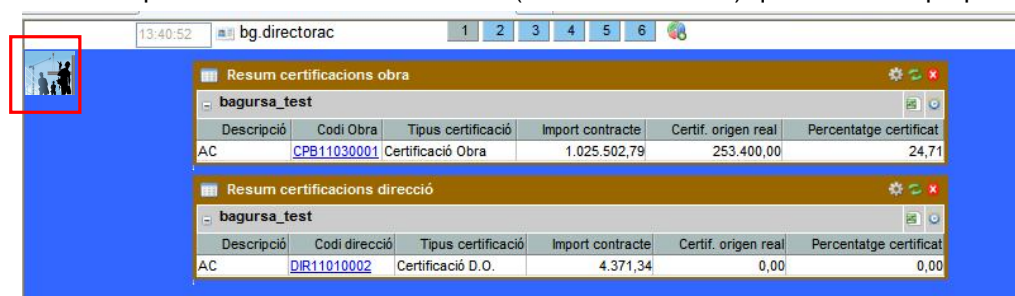 13:40:52 bg.directorac 1 2 3 4 5 6
Resum certificacions obra
bagursa_test
Descripció Codi Obra Tipus certificació Import contracte Certif. origen real Percentatge certificat
AC CPB11030001 Certificació Obra 1.025.502,79 253.400,00 24,71
Resum certificacions direcció
bagursa_test
Descripció Codi direcció Tipus certificació Import contracte Certif. origen real Percentatge certificat
AC DIR11010002 Certificació D.O. 4.371,34 0,00 0,00